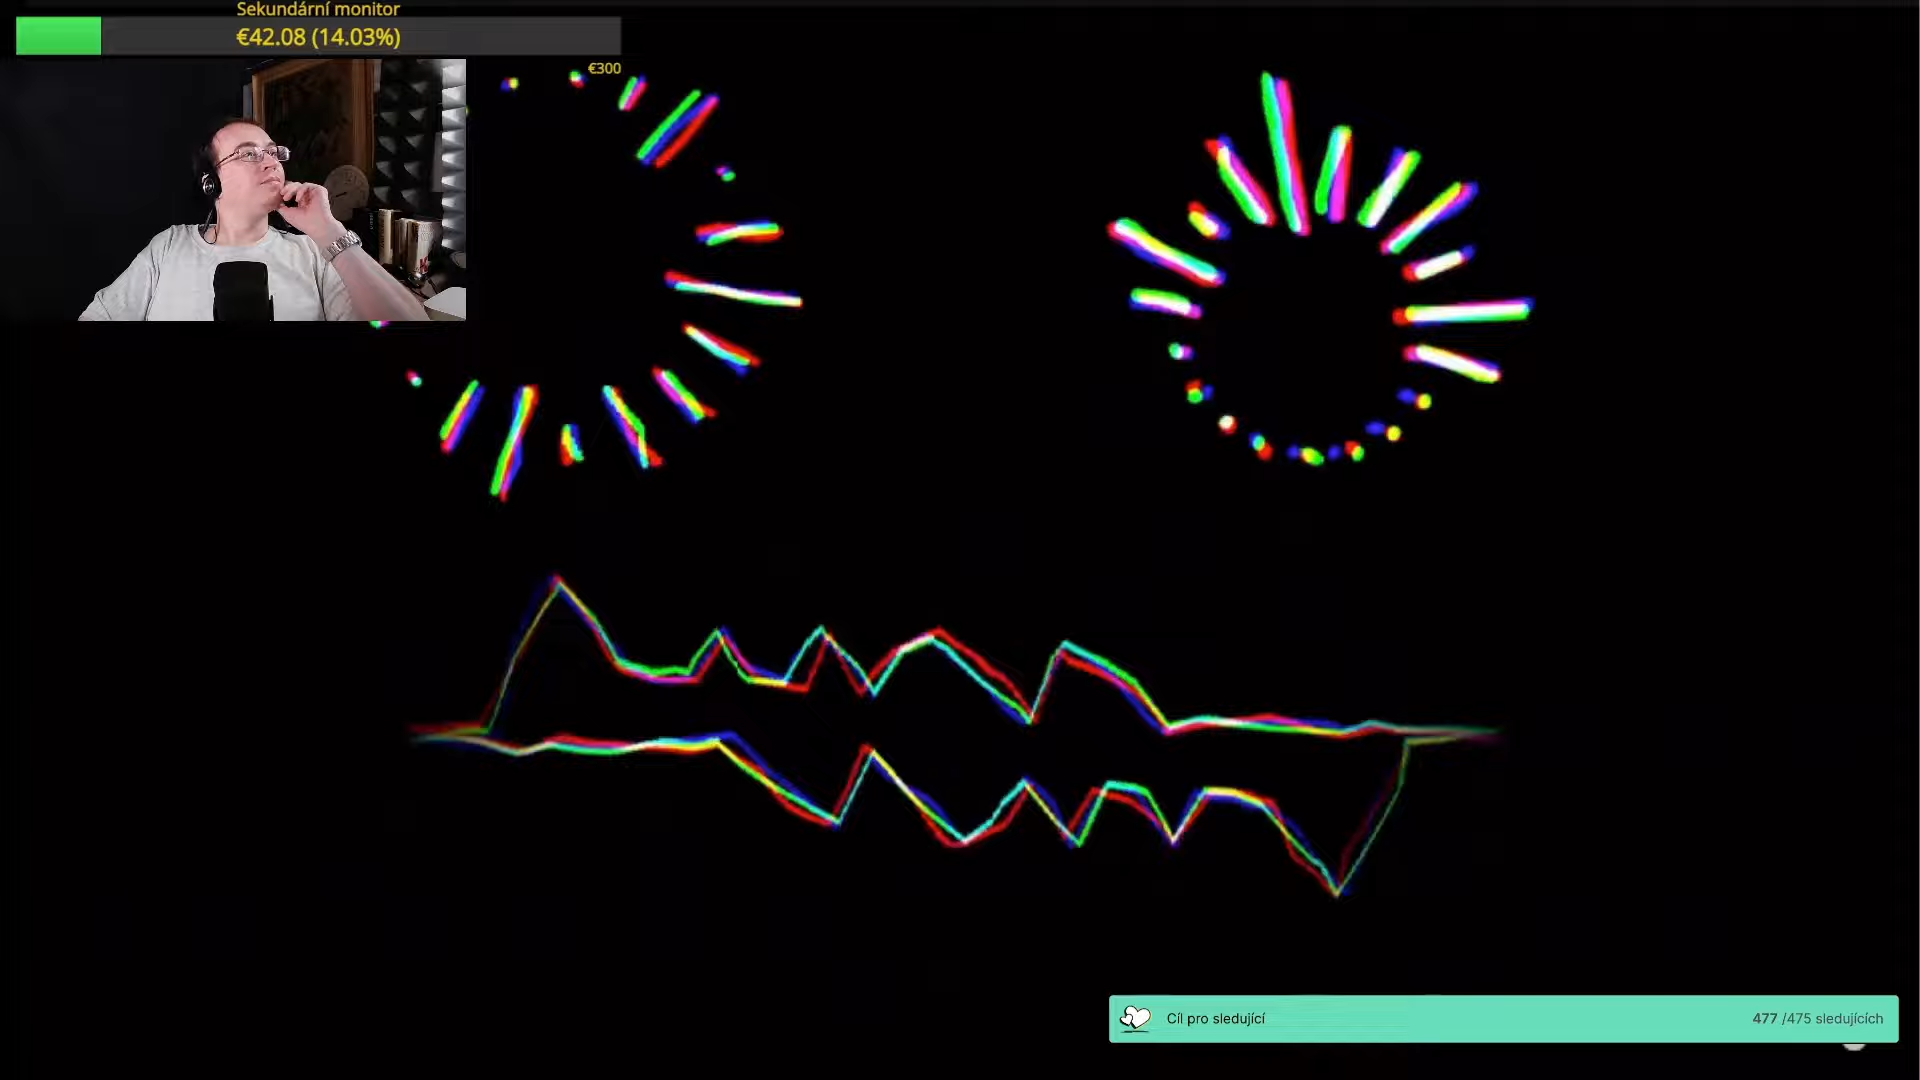 Sekundární monitor
€42.08 (14.03%)
€300
Cíl pro sledující
477 /475 sledujících